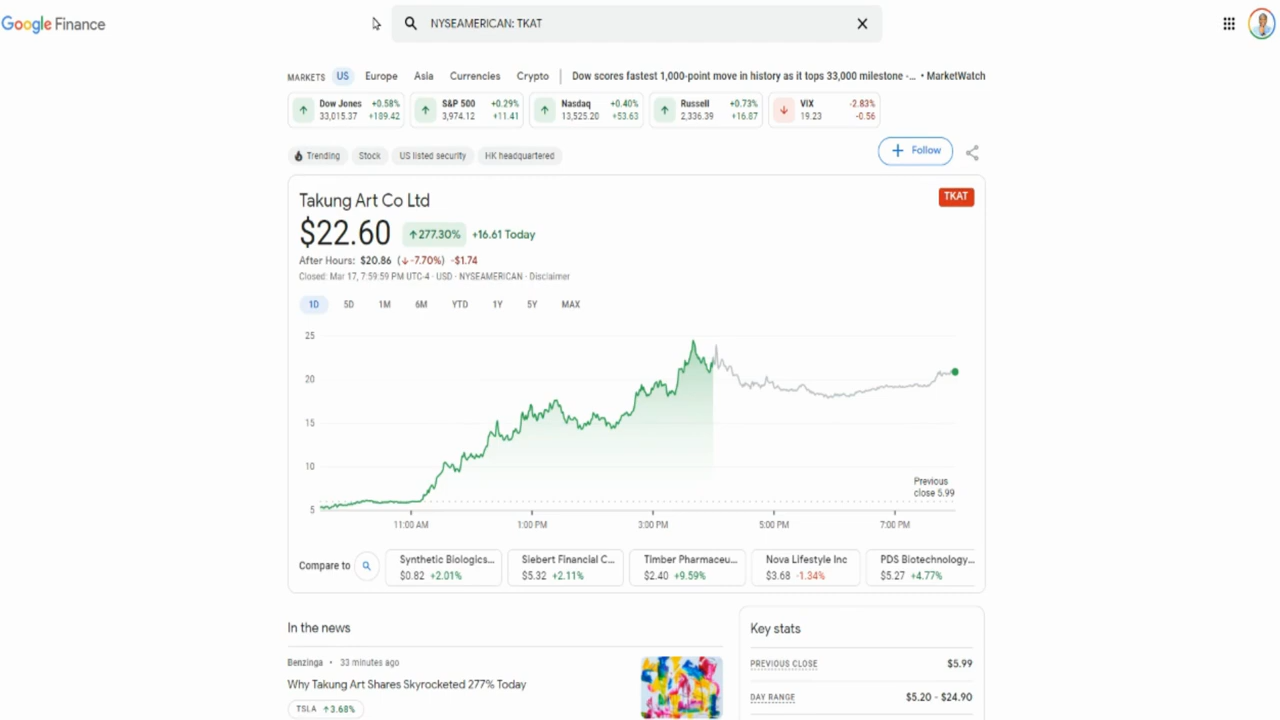 Google Finance
NYSEAMERICAN: TKAT
MARKETS US Europe Asia Currencies Crypto Dow scores fastest 1,000-point move in history as it tops 33,000 milestone -... • MarketWatch
Dow Jones +0.58% S&P 500 +0.29% Nasdaq +0.40% Russell +0.73% VIX -2.83%
33,015.37 +189.42 3,974.12 +11.41 13,525.20 +53.63 2,336.39 +16.87 19.23 -0.56
Follow
Trending Stock US listed security HK headquartered
Takung Art Co Ltd TKAT
$22.60 ↑277.30% +16.61 Today
After Hours: $20.86 (↓-7.70%) -$1.74
Closed: Mar 17, 7:59:59 PM UTC-4 · USD · NYSEAMERICAN · Disclaimer
1D 5D 1M 6M YTD 1Y 5Y MAX
25
20
15
10
Previous
close 5.99
5
11:00 AM 1:00 PM 3:00 PM 5:00 PM 7:00 PM
Compare to
Synthetic Biologics... Siebert Financial C... Timber Pharmaceu... Nova Lifestyle Inc PDS Biotechnology...
$0.82 +2.01% $5.32 +2.11% $2.40 +9.59% $3.68 -1.34% $5.27 +4.77%
In the news
Benzinga • 33 minutes ago
Why Takung Art Shares Skyrocketed 277% Today
TSLA ↑3.68%
Key stats
PREVIOUS CLOSE $5.99
DAY RANGE $5.20 - $24.90